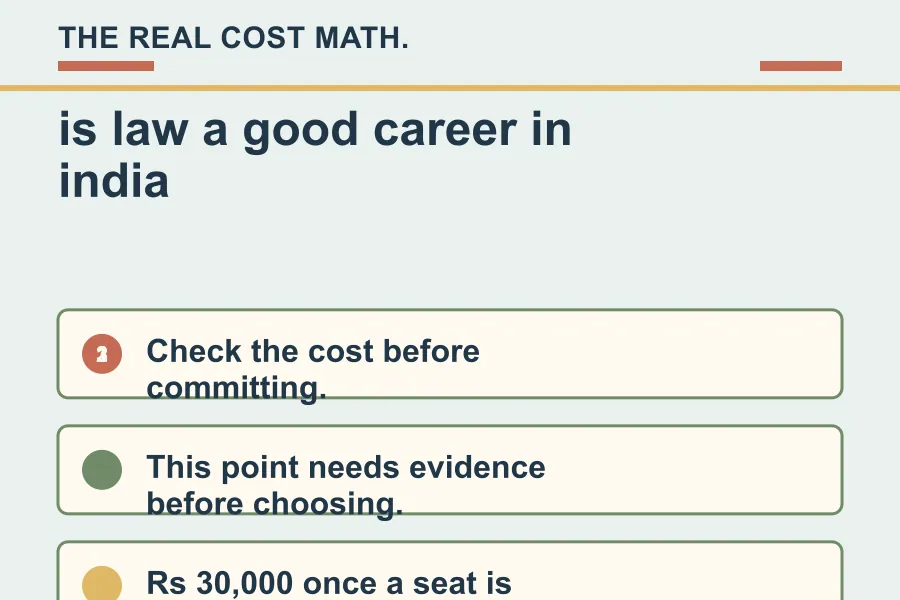 THE REAL COST MATH.
is law a good career in
india
Check the cost before
committing.
This point needs evidence
before choosing.
Rs 30,000 once a seat is